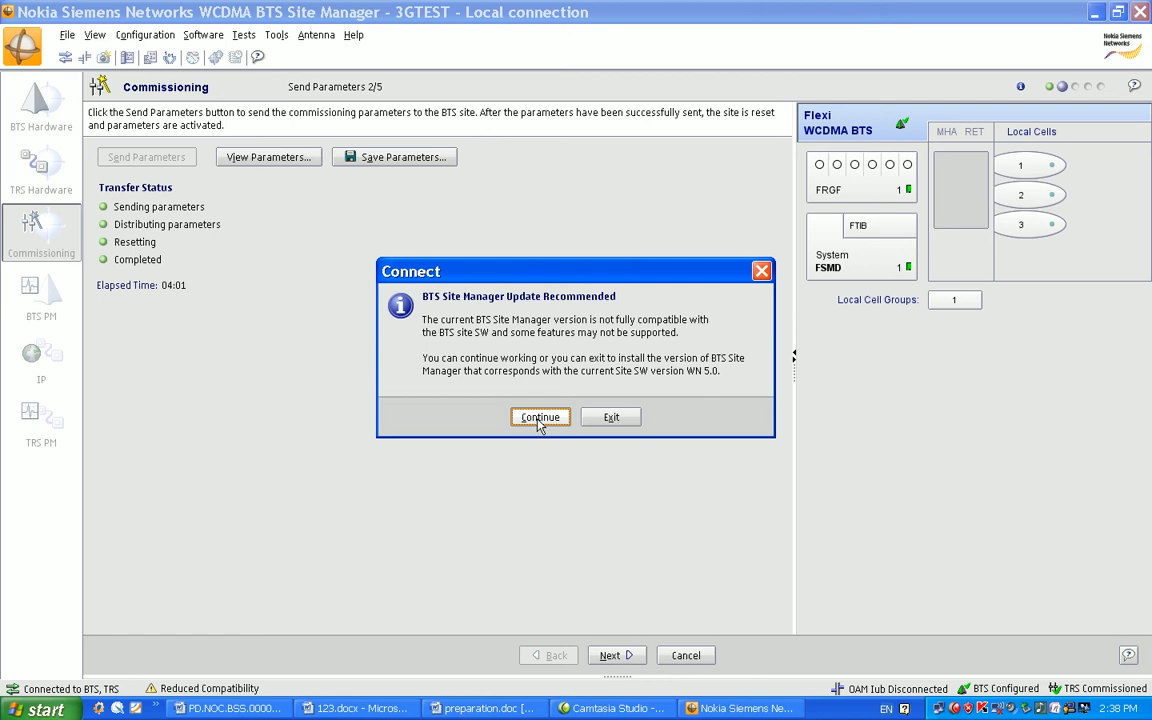 Nokia Siemens Networks WCDMA BTS Site Manager - 3GTEST - Local connection
File View Configuration Software Tests Tools Antenna Help
Nokia Siemens
Networks
Commissioning Send Parameters 2/5
Click the Send Parameters button to send the commissioning parameters to the BTS site. After the parameters have been successfully sent, the site is reset
and parameters are activated.
BTS Hardware
TRS Hardware
Commissioning
BTS PM
IP
TRS PM
Send Parameters View Parameters... Save Parameters...
Transfer Status
Sending parameters
Distributing parameters
Resetting
Completed
Elapsed Time: 04:01
Connect
BTS Site Manager Update Recommended
The current BTS Site Manager version is not fully compatible with
the BTS site SW and some features may not be supported.
You can continue working or you can exit to install the version of BTS Site
Manager that corresponds with the current Site SW version WN 5.0.
Continue Exit
Flexi
WCDMA BTS
MHA RET Local Cells
FRGF 1
FTIB
System
FSMD 1
1
2
3
Local Cell Groups: 1
Back Next Cancel
Connected to BTS, TRS Reduced Compatibility OAM Iub Disconnected BTS Configured TRS Commissioned
start PD.NOC.BSS.0000... 123.docx - Micros... preparation.doc [... Camtasia Studio -... Nokia Siemens Ne... EN 2:38 PM